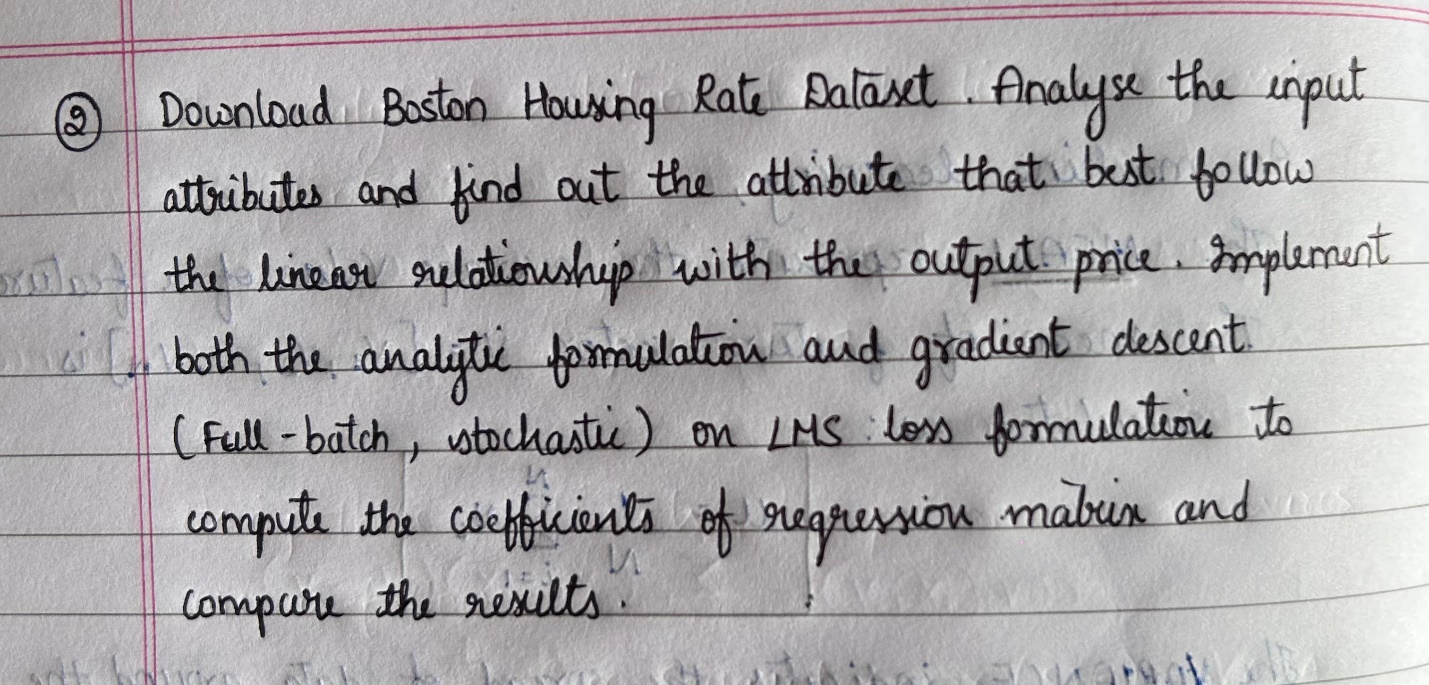 ② Download Boston Housing Rate Dataset. Analyse the input
attributes and find out the attribute that best follow
the linear relationship with the output price. Implement
both the analytic formulation and gradient descent
(Full-batch, stochastic) on LMS loss formulation to
compute the coefficients of regression matrix and
compare the results.